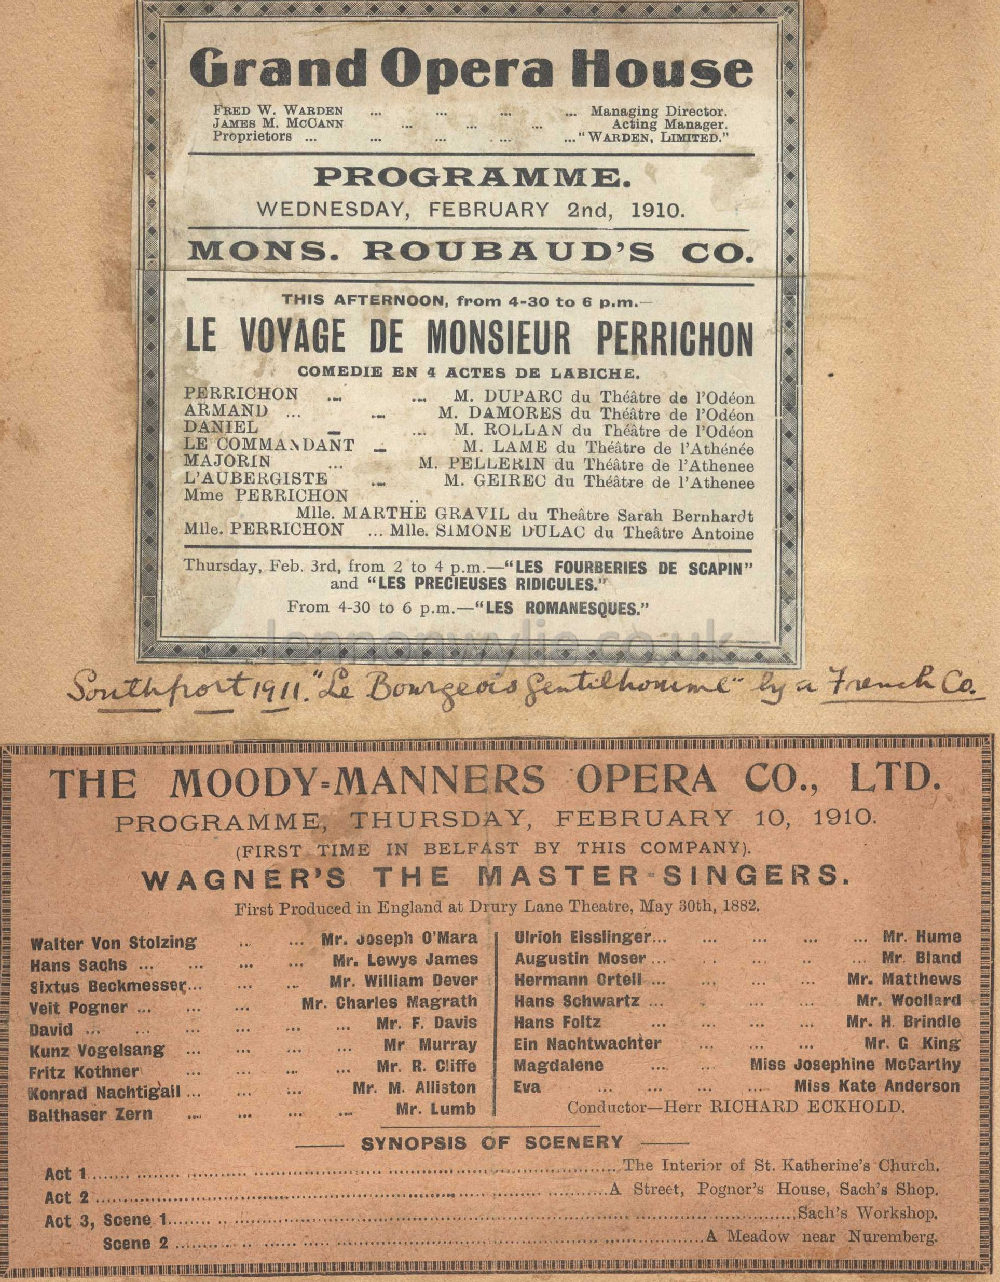 Grand Opera House
FRED W. WARDEN ... ... ... ... Managing Director.
JAMES M. McCANN ... ... ... Acting Manager.
Proprietors ... ... ... ... ..."WARDEN, LIMITED."
PROGRAMME.
WEDNESDAY, FEBRUARY 2nd, 1910.
MONS. ROUBAUD'S CO.
THIS AFTERNOON, from 4-30 to 6 p.m.—
LE VOYAGE DE MONSIEUR PERRICHON
COMEDIE EN 4 ACTES DE LABICHE.
PERRICHON ... ... M. DUPARC du Théâtre de l'Odéon
ARMAND ... ... M. DAMORES du Théâtre de l'Odéon
DANIEL ... ... M. ROLLAN du Théâtre de l'Odéon
LE COMMANDANT ... M. LAME du Théâtre de l'Athénée
MAJORIN ... M. PELLERIN du Théâtre de l'Athenee
L'AUBERGISTE ... M. GEIREC du Théâtre de l'Athenee
Mme PERRICHON ..
Mlle. MARTHE GRAVIL du Theâtre Sarah Bernhardt
Mlle. PERRICHON ... Mlle. SIMONE DULAC du Theâtre Antoine
Thursday, Feb. 3rd, from 2 to 4 p.m.—"LES FOURBERIES DE SCAPIN"
and "LES PRECIEUSES RIDICULES."
From 4-30 to 6 p.m.—"LES ROMANESQUES."
lennonwylie.co.uk
Southport 1911. "Le Bourgeois Gentilhomme" by a French Co.
THE MOODY-MANNERS OPERA CO., LTD.
PROGRAMME, THURSDAY, FEBRUARY 10, 1910.
(FIRST TIME IN BELFAST BY THIS COMPANY).
WAGNER'S THE MASTER-SINGERS.
First Produced in England at Drury Lane Theatre, May 30th, 1882.
Walter Von Stolzing ... ... Mr. Joseph O'Mara
Hans Sachs ... ... ... ... Mr. Lewys James
Sixtus Beckmesser... ... ... Mr. William Dever
Veit Pogner ... ... ... Mr. Charles Magrath
David ... ... ... ... ... ... Mr. F. Davis
Kunz Vogelsang ... ... ... ... Mr Murray
Fritz Kothner ... ... ... ... Mr. R. Cliffe
Konrad Nachtigall ... ... ... Mr. M. Alliston
Balthaser Zern ... ... ... ... Mr. Lumb
Ulrich Eisslinger... ... ... ... ... Mr. Hume
Augustin Moser ... ... ... ... ... Mr. Bland
Hermann Ortell ... ... ... ... Mr. Matthews
Hans Schwartz ... ... ... ... Mr. Woollard
Hans Foltz ... ... ... ... Mr. H. Brindle
Ein Nachtwachter ... ... ... Mr. C. King
Magdalene ... ... Miss Josephine McCarthy
Eva ... ... ... ... Miss Kate Anderson
Conductor—Herr RICHARD ECKHOLD.
SYNOPSIS OF SCENERY
Act 1 ... The Interior of St. Katherine's Church.
Act 2 ... A Street, Pognor's House, Sach's Shop.
Act 3, Scene 1 ... Sach's Workshop.
Scene 2 ... A Meadow near Nuremberg.